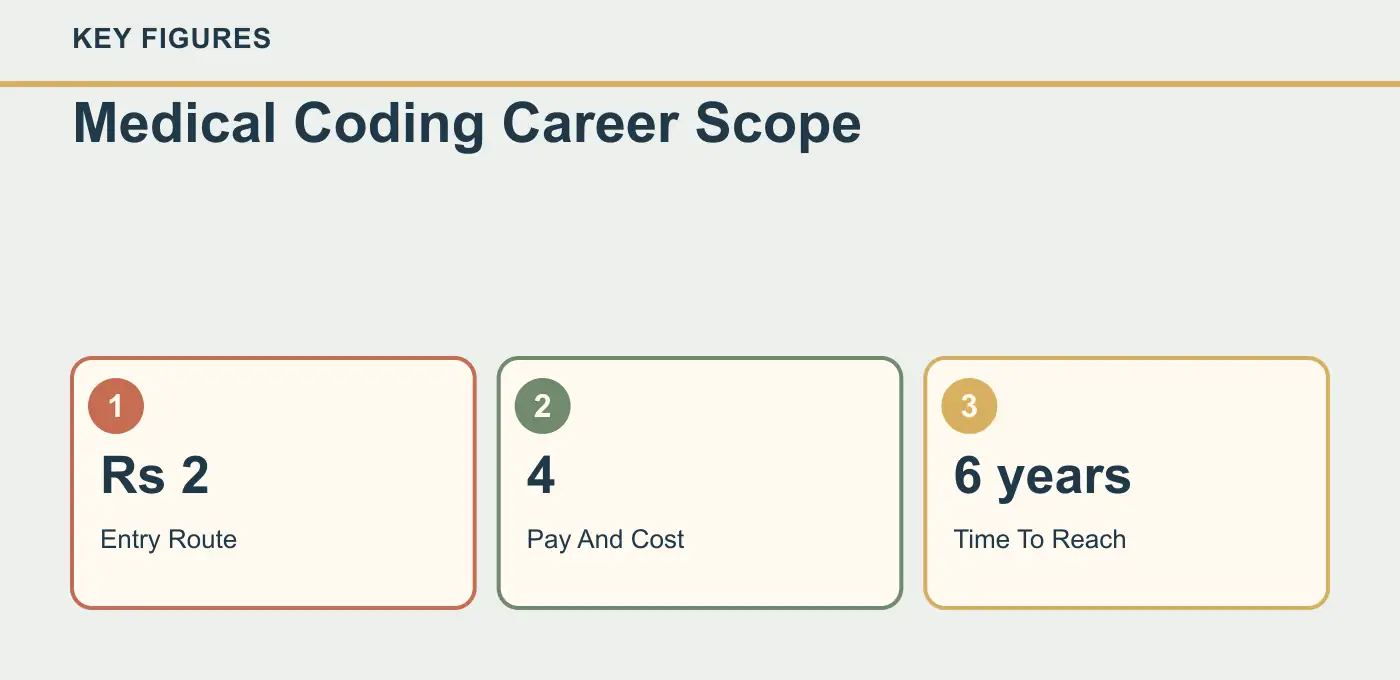 KEY FIGURES
Medical Coding Career Scope
1
Rs 2
Entry Route
2
4
Pay And Cost
3
6 years
Time To Reach